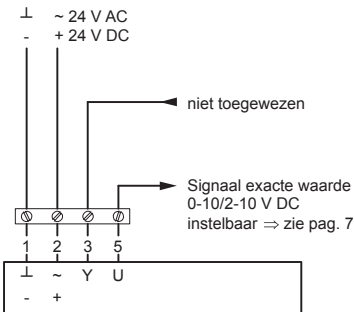 ⊥ ~ 24 V AC
- + 24 V DC
niet toegewezen
Signaal exacte waarde
0-10/2-10 V DC
instelbaar ⇒ zie pag. 7
1 2 3 5
⊥ ~ Y U
- +